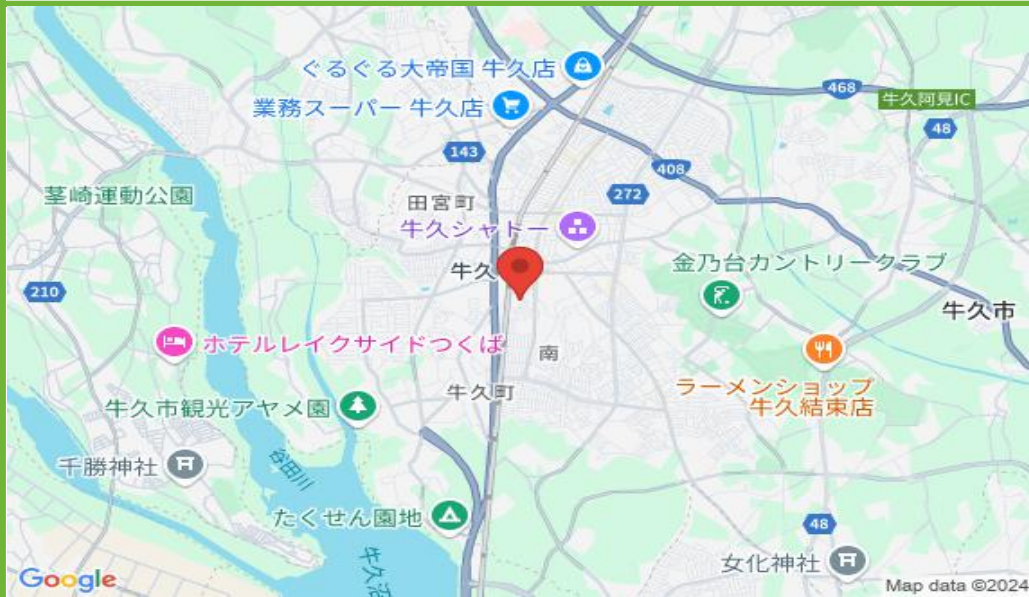 ぐるぐる大帝国 牛久店
468
業務スーパー 牛久店
牛久阿見IC
48
143
408
茎崎運動公園
田宮町
272
牛久シャトー
牛久
金乃台カントリークラブ
210
牛久市
ホテルレイクサイドつくば
南
牛久町
ラーメンショップ
牛久結束店
牛久市観光アヤメ園
千勝神社
谷田川
たくせん園地
48
牛久沼
女化神社
Google
Map data ©2024